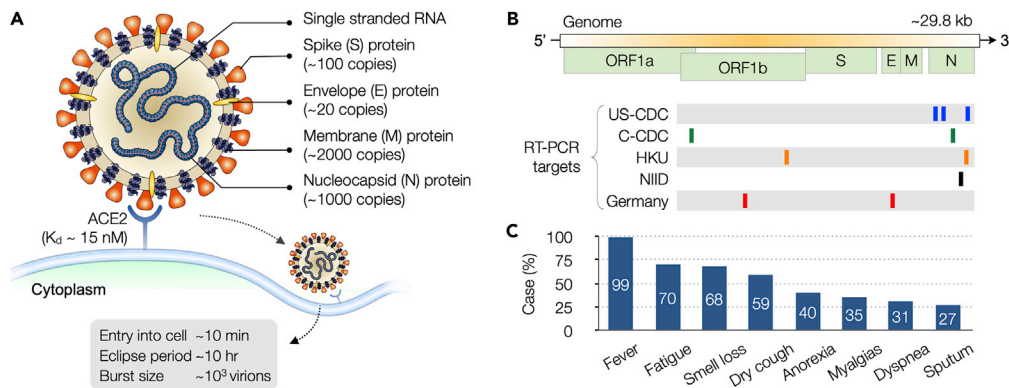 A
Single stranded RNA
Spike (S) protein
(~100 copies)
Envelope (E) protein
(~20 copies)
Membrane (M) protein
(~2000 copies)
Nucleocapsid (N) protein
(~1000 copies)
ACE2
(Kd ~ 15 nM)
Cytoplasm
Entry into cell ~10 min
Eclipse period ~10 hr
Burst size ~10³ virions
B
Genome ~29.8 kb
5’ 3
ORF1a ORF1b S E M N
RT-PCR
targets
US-CDC
C-CDC
HKU
NIID
Germany
C
Case (%)
100
75
50
25
0
99 70 68 59 40 35 31 27
Fever Fatigue Smell loss Dry cough Anorexia Myalgias Dyspnea Sputum